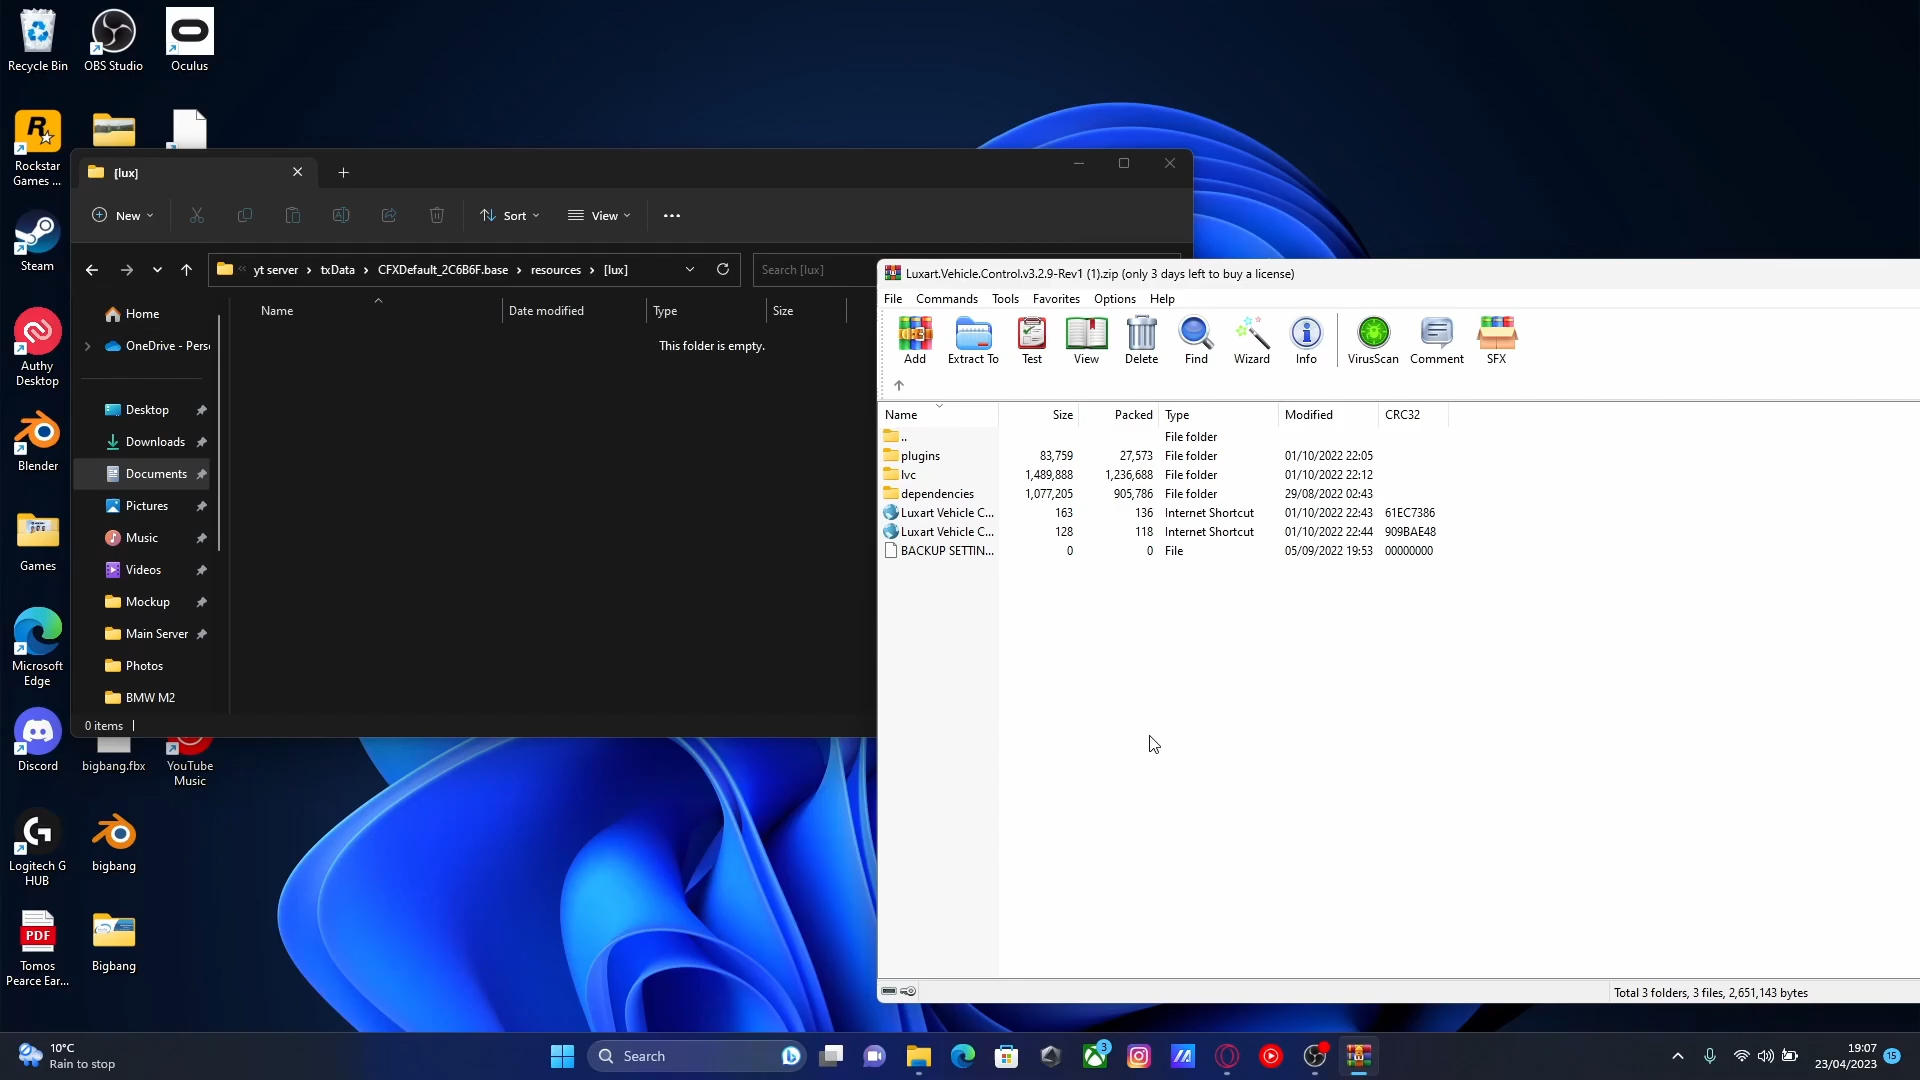 Recycle Bin
OBS Studio
Oculus
Rockstar
Games ...
Steam
Authy
Desktop
Blender
Games
Microsoft
Edge
Discord
bigbang.fbx
YouTube
Music
Logitech G
HUB
bigbang
PDF
Tomos
Pearce Ear...
Bigbang
[lux]
New
Sort
View
yt server > txData > CFXDefault_2C6B6F.base > resources > [lux]
Search [lux]
Home
OneDrive - Pers
Desktop
Downloads
Documents
Pictures
Music
Videos
Mockup
Main Server
Photos
BMW M2
Name Date modified Type Size
This folder is empty.
0 items
Luxart.Vehicle.Control.v3.2.9-Rev1 (1).zip (only 3 days left to buy a license)
File Commands Tools Favorites Options Help
Add Extract To Test View Delete Find Wizard Info VirusScan Comment SFX
Name Size Packed Type Modified CRC32
.. File folder
plugins 83,759 27,573 File folder 01/10/2022 22:05
lvc 1,489,888 1,236,688 File folder 01/10/2022 22:12
dependencies 1,077,205 905,786 File folder 29/08/2022 02:43
Luxart Vehicle C... 163 136 Internet Shortcut 01/10/2022 22:43 61EC7386
Luxart Vehicle C... 128 118 Internet Shortcut 01/10/2022 22:44 909BAE48
BACKUP SETTIN... 0 0 File 05/09/2022 19:53 00000000
Total 3 folders, 3 files, 2,651,143 bytes
10°C
Rain to stop
Search
3
19:07
23/04/2023
15